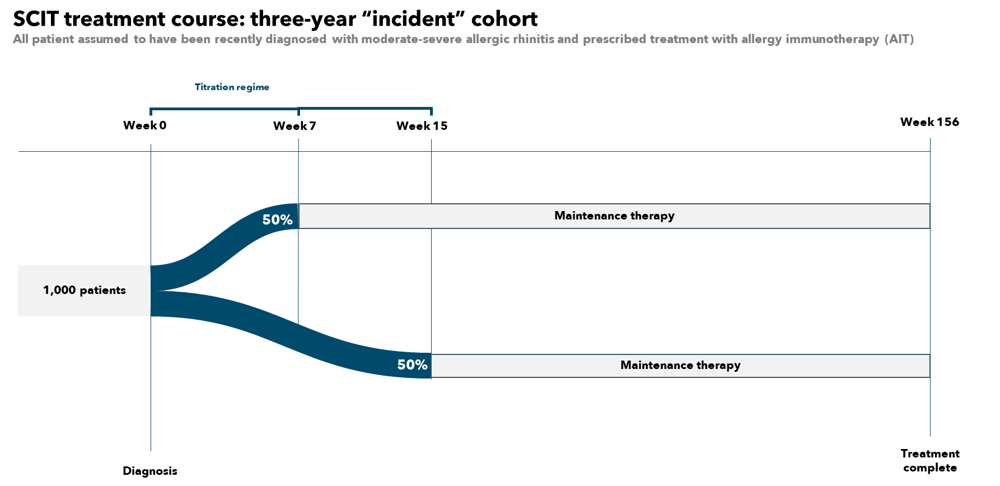 SCIT treatment course: three-year “incident” cohort
All patient assumed to have been recently diagnosed with moderate-severe allergic rhinitis and prescribed treatment with allergy immunotherapy (AIT)
Titration regime
Week 0
Week 7
Week 15
Week 156
50%
Maintenance therapy
1,000 patients
50%
Maintenance therapy
Diagnosis
Treatment
complete